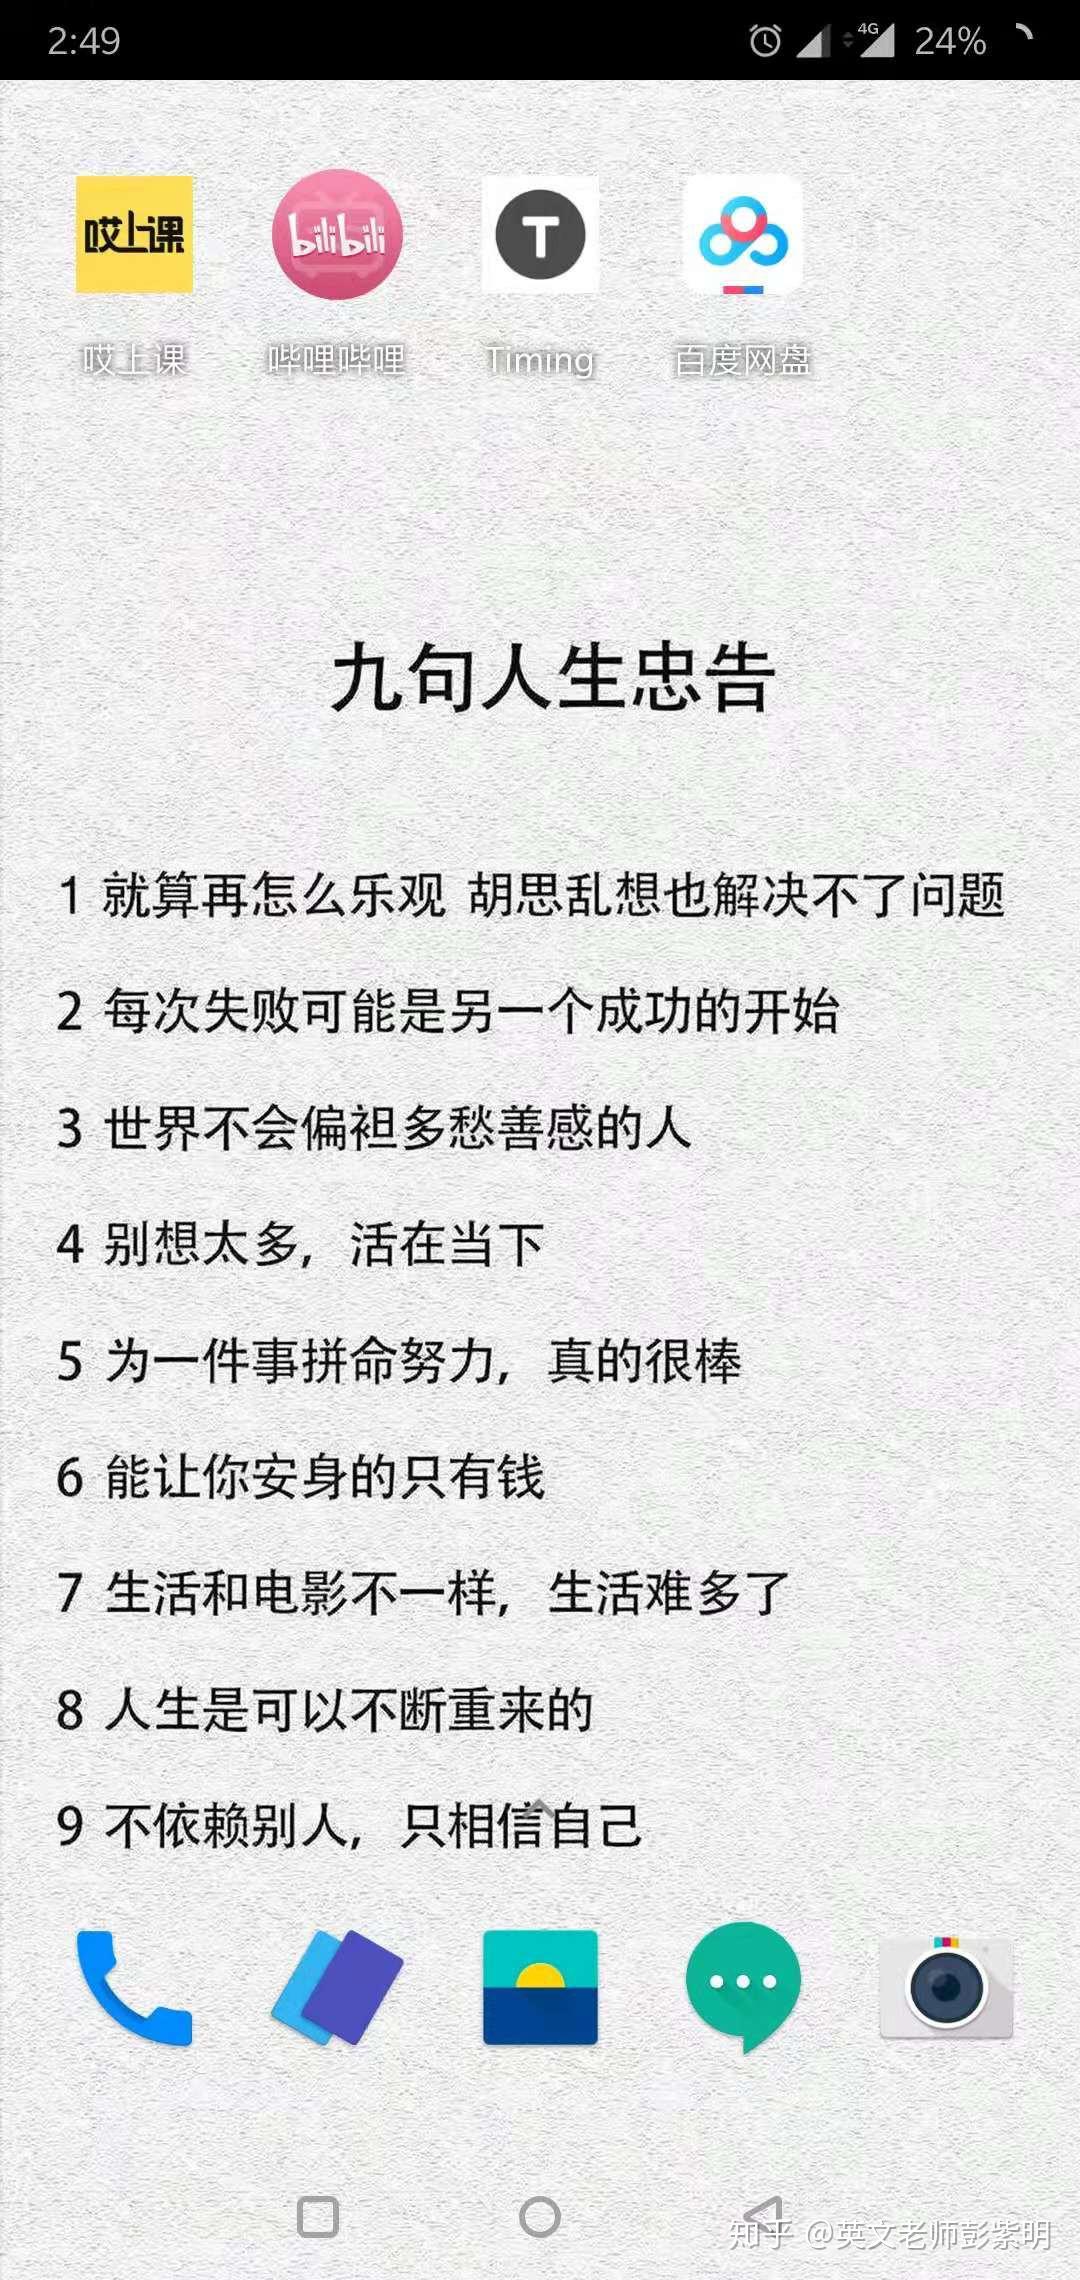 2:49 4G 24%
哎上课 bilibili T
哎上课 哔哩哔哩 Timing 百度网盘
九句人生忠告
1 就算再怎么乐观 胡思乱想也解决不了问题
2 每次失败可能是另一个成功的开始
3 世界不会偏袒多愁善感的人
4 别想太多，活在当下
5 为一件事拼命努力，真的很棒
6 能让你安身的只有钱
7 生活和电影不一样，生活难多了
8 人生是可以不断重来的
9 不依赖别人，只相信自己
知乎 @英文老师彭紫明